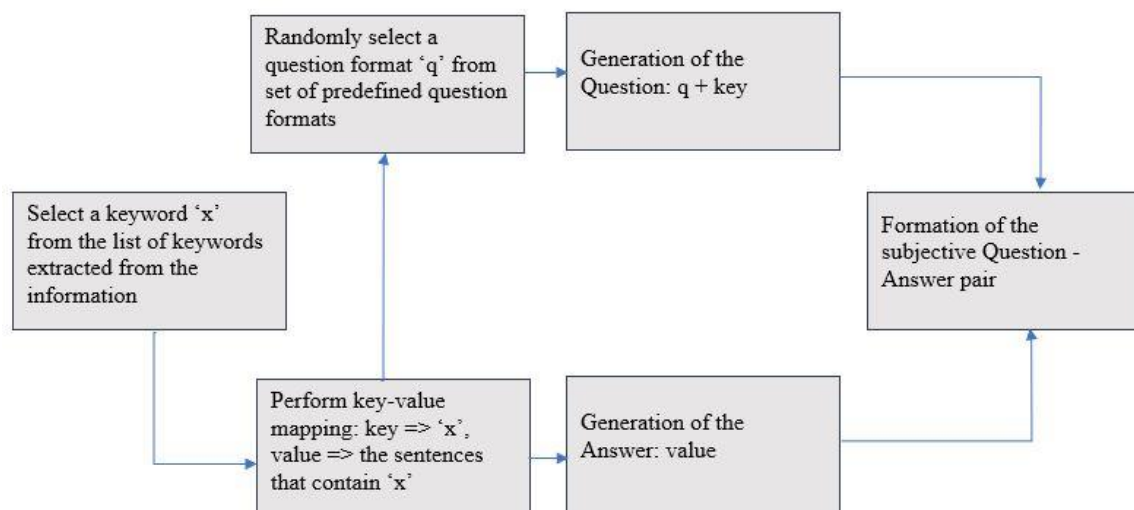 Randomly select a
question format ‘q’ from
set of predefined question
formats
Generation of the
Question: q + key
Select a keyword ‘x’
from the list of keywords
extracted from the
information
Formation of the
subjective Question -
Answer pair
Perform key-value
mapping: key => ‘x’,
value => the sentences
that contain ‘x’
Generation of the
Answer: value